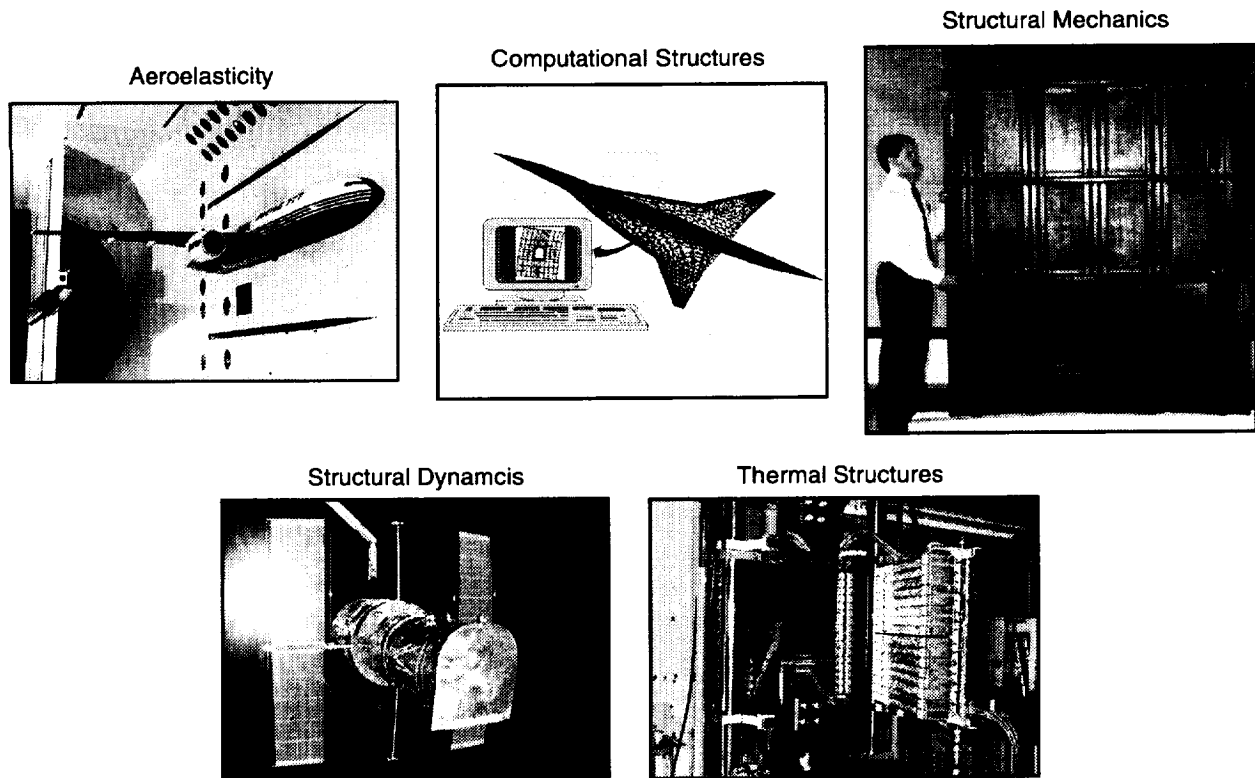 Structural Mechanics
Aeroelasticity
Computational Structures
Structural Dynamcis
Thermal Structures